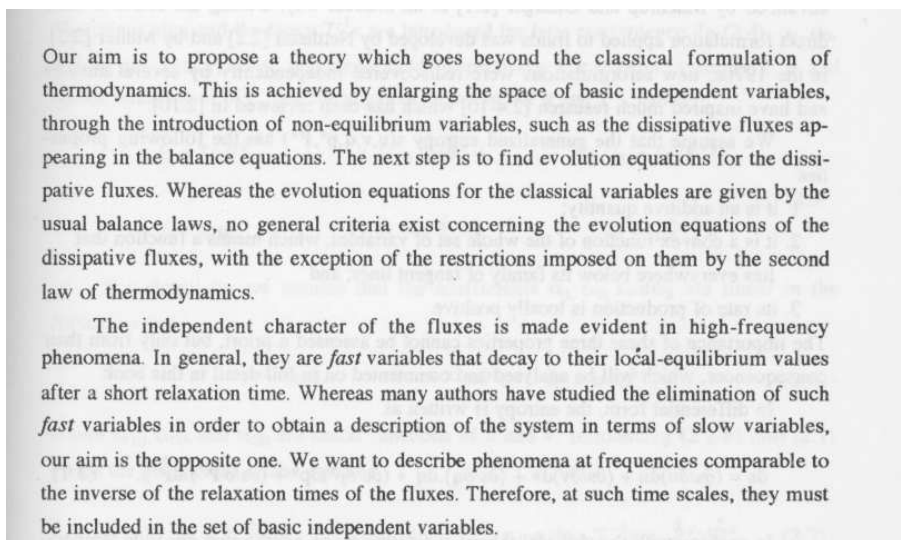 Our aim is to propose a theory which goes beyond the classical formulation of
thermodynamics. This is achieved by enlarging the space of basic independent variables,
through the introduction of non-equilibrium variables, such as the dissipative fluxes ap-
pearing in the balance equations. The next step is to find evolution equations for the dissi-
pative fluxes. Whereas the evolution equations for the classical variables are given by the
usual balance laws, no general criteria exist concerning the evolution equations of the
dissipative fluxes, with the exception of the restrictions imposed on them by the second
law of thermodynamics.
The independent character of the fluxes is made evident in high-frequency
phenomena. In general, they are fast variables that decay to their local-equilibrium values
after a short relaxation time. Whereas many authors have studied the elimination of such
fast variables in order to obtain a description of the system in terms of slow variables,
our aim is the opposite one. We want to describe phenomena at frequencies comparable to
the inverse of the relaxation times of the fluxes. Therefore, at such time scales, they must
be included in the set of basic independent variables.